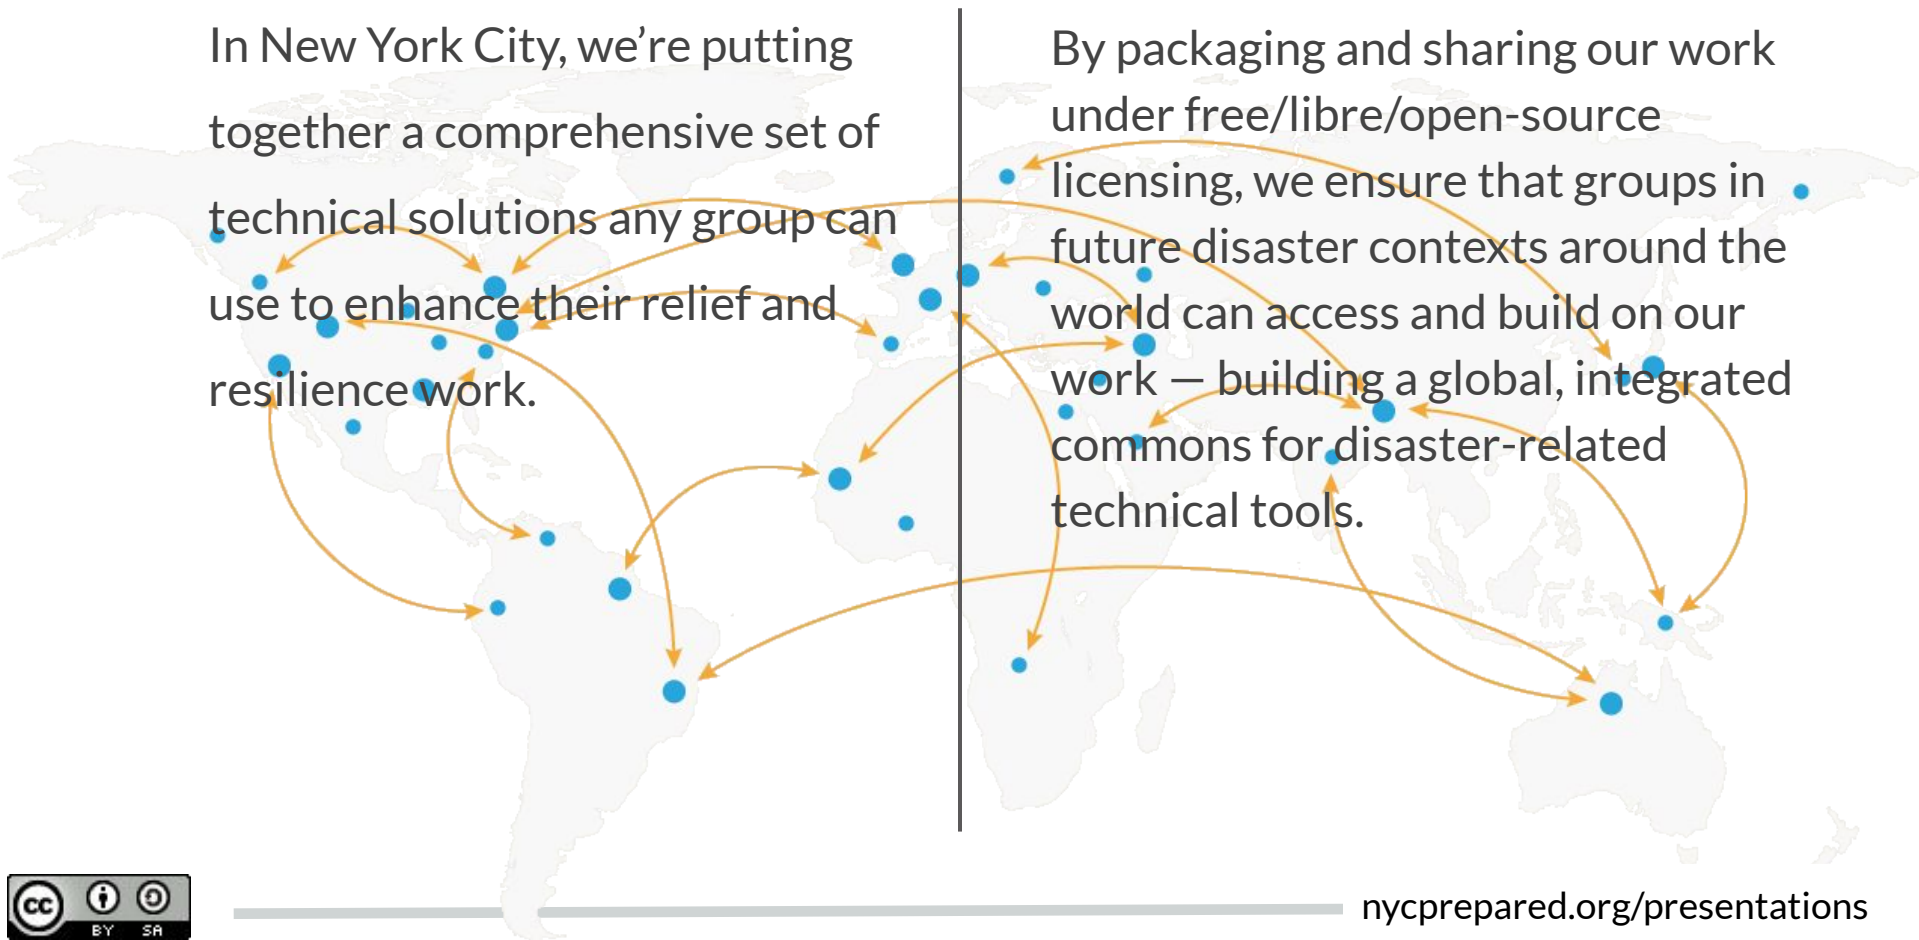 In New York City, we’re putting
together a comprehensive set of
technical solutions any group can
use to enhance their relief and
resilience work.
By packaging and sharing our work
under free/libre/open-source
licensing, we ensure that groups in
future disaster contexts around the
world can access and build on our
work — building a global, integrated
commons for disaster-related
technical tools.
cc
BY SA
nycprepared.org/presentations